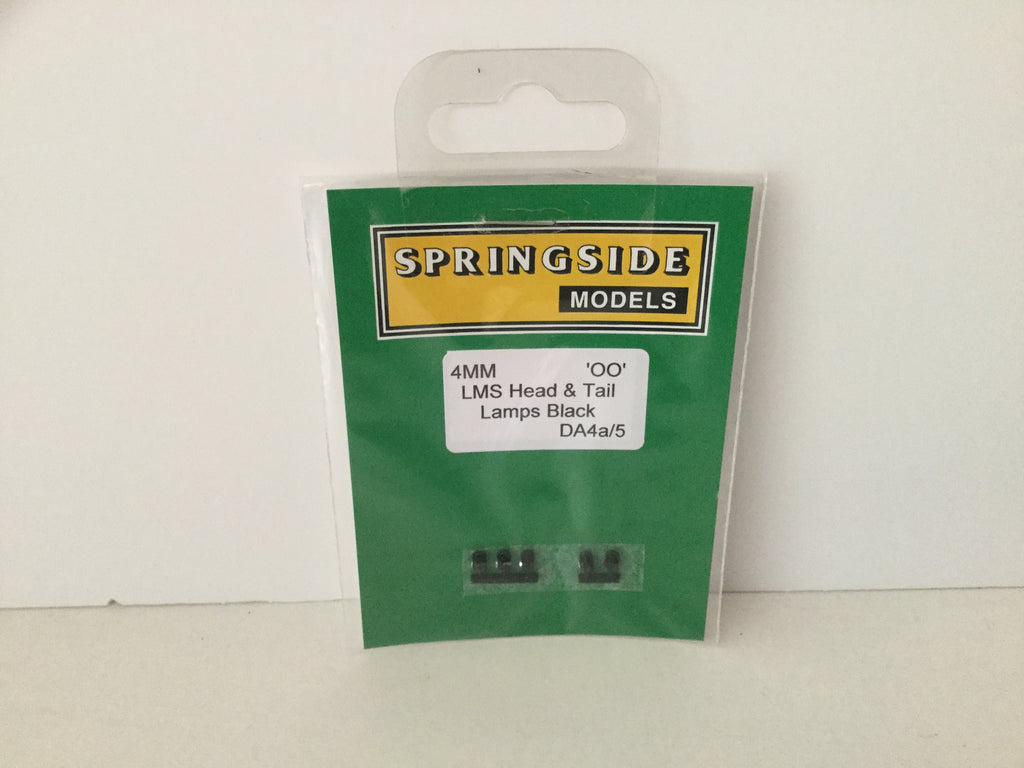 SPRINGSIDE
MODELS
4MM 'OO'
LMS Head & Tail
Lamps Black
DA4a/5